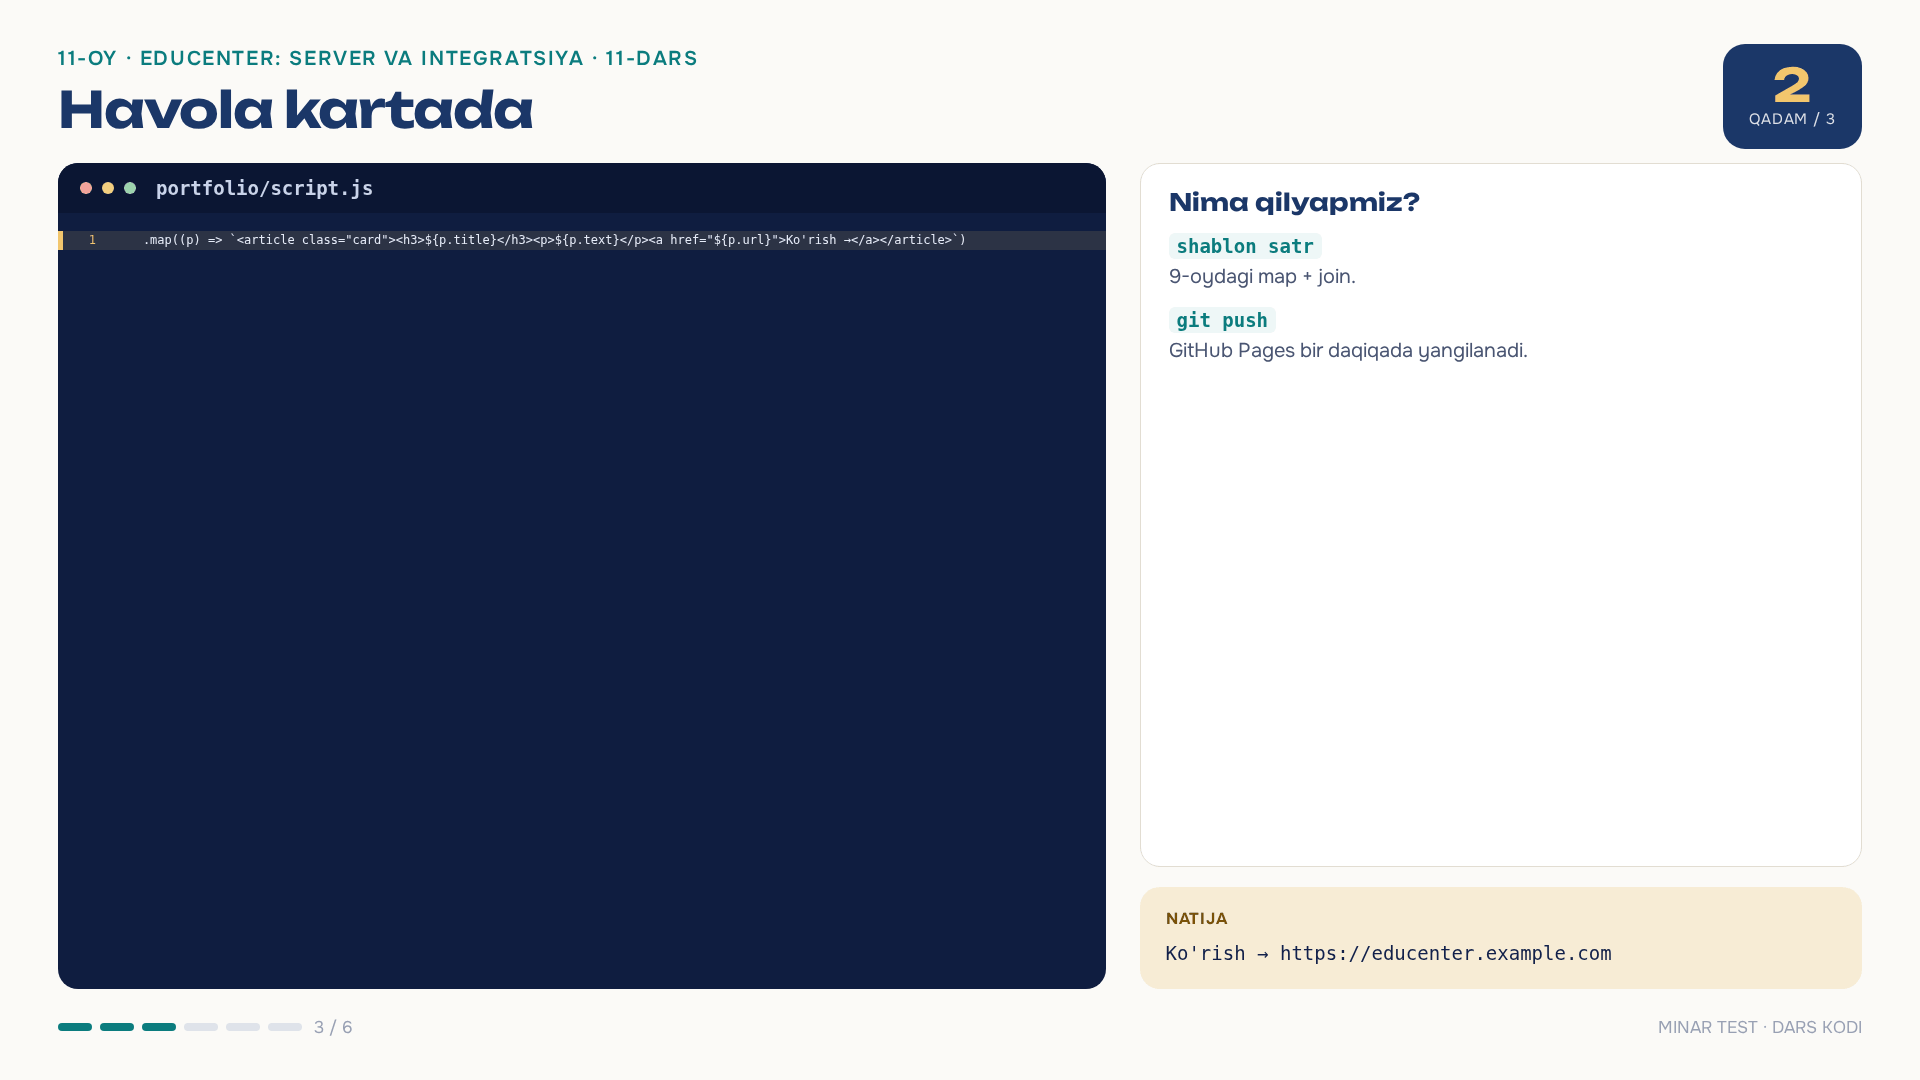 11-OY · EDUCENTER: SERVER VA INTEGRATSIYA · 11-DARS
Havola kartada
2
QADAM / 3
portfolio/script.js
1 .map((p) => `<article class="card"><h3>${p.title}</h3><p>${p.text}</p><a href="${p.url}">Ko'rish →</a></article>`)
Nima qilyapmiz?
shablon satr
9-oydagi map + join.
git push
GitHub Pages bir daqiqada yangilanadi.
NATIJA
Ko'rish → https://educenter.example.com
3 / 6
MINAR TEST · DARS KODI